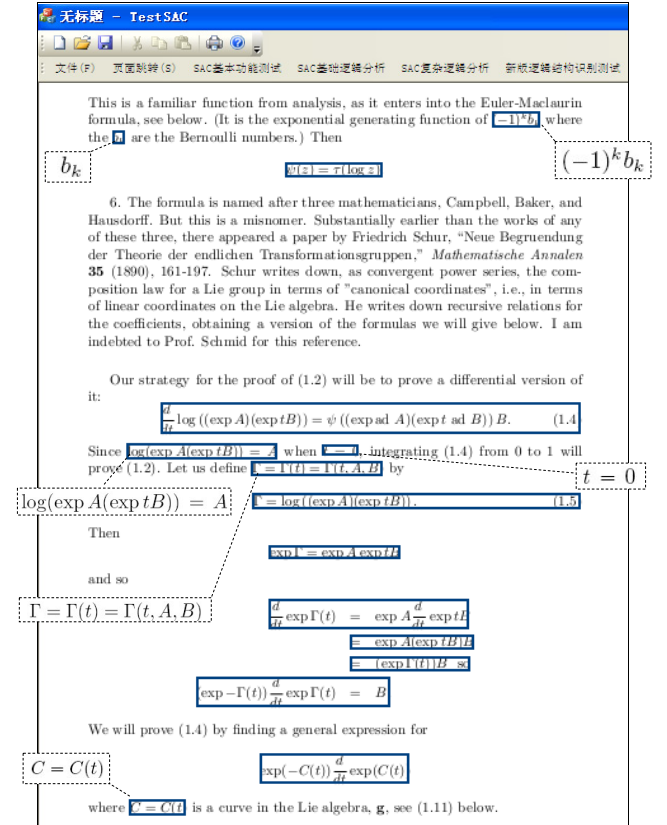 无标题 - TestSAC
文件(F) 页面跳转(S) SAC基本功能测试 SAC基础逻辑分析 SAC复杂逻辑分析 新版逻辑结构识别测试
This is a familiar function from analysis, as it enters into the Euler-Maclaurin
formula, see below. (It is the exponential generating function of (−1)^k b_k where
the b_k are the Bernoulli numbers.) Then
b_k
(−1)^k b_k
ψ(z) = τ(log z)
6. The formula is named after three mathematicians, Campbell, Baker, and
Hausdorff. But this is a misnomer. Substantially earlier than the works of any
of these three, there appeared a paper by Friedrich Schur, “Neue Begruendung
der Theorie der endlichen Transformationsgruppen,” Mathematische Annalen
35 (1890), 161-197. Schur writes down, as convergent power series, the com-
position law for a Lie group in terms of ”canonical coordinates”, i.e., in terms
of linear coordinates on the Lie algebra. He writes down recursive relations for
the coefficients, obtaining a version of the formulas we will give below. I am
indebted to Prof. Schmid for this reference.
Our strategy for the proof of (1.2) will be to prove a differential version of
it:
d/dt log ((exp A)(exp tB)) = ψ ((exp ad A)(exp t ad B)) B. (1.4
Since log(exp A(exp tB)) = A when t = 0, integrating (1.4) from 0 to 1 will
prove (1.2). Let us define Γ = Γ(t) = Γ(t, A, B) by
t = 0
log(exp A(exp tB)) = A
Γ = log((exp A)(exp tB)). (1.5
Then
exp Γ = exp A exp tB
and so
Γ = Γ(t) = Γ(t, A, B)
d/dt exp Γ(t) = exp A d/dt exp tB
= exp A(exp tB)B
= (exp Γ(t))B so
(exp −Γ(t)) d/dt exp Γ(t) = B
We will prove (1.4) by finding a general expression for
C = C(t)
exp(−C(t)) d/dt exp(C(t)
where C = C(t) is a curve in the Lie algebra, g, see (1.11) below.